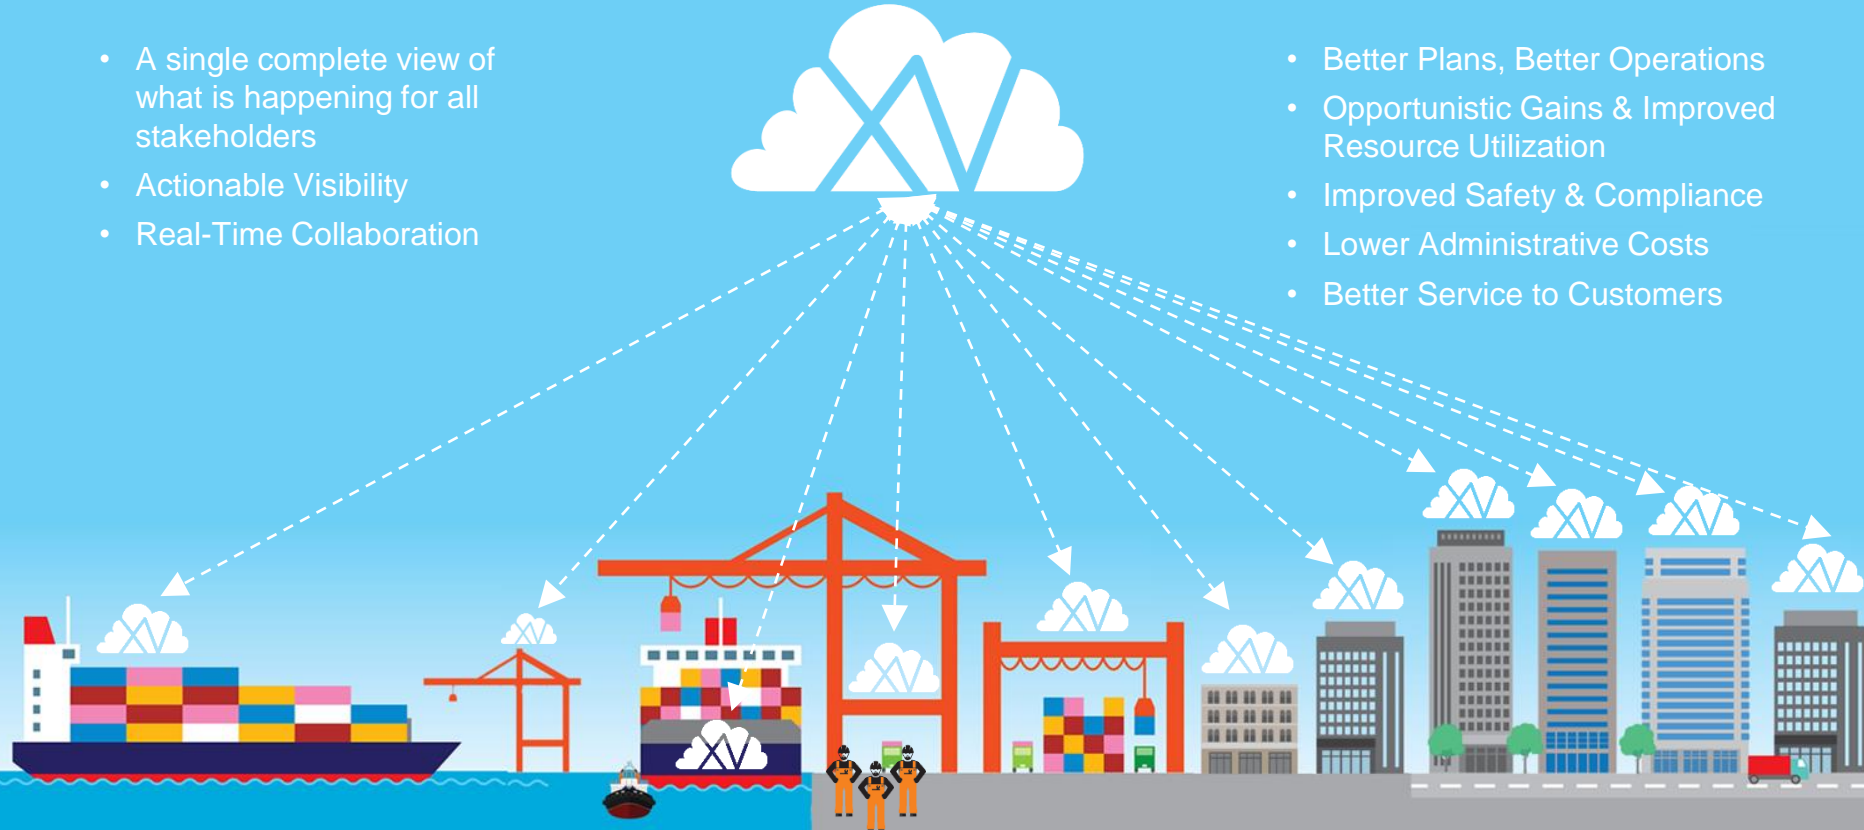 • A single complete view of
what is happening for all
stakeholders
• Actionable Visibility
• Real-Time Collaboration
• Better Plans, Better Operations
• Opportunistic Gains & Improved
Resource Utilization
• Improved Safety & Compliance
• Lower Administrative Costs
• Better Service to Customers